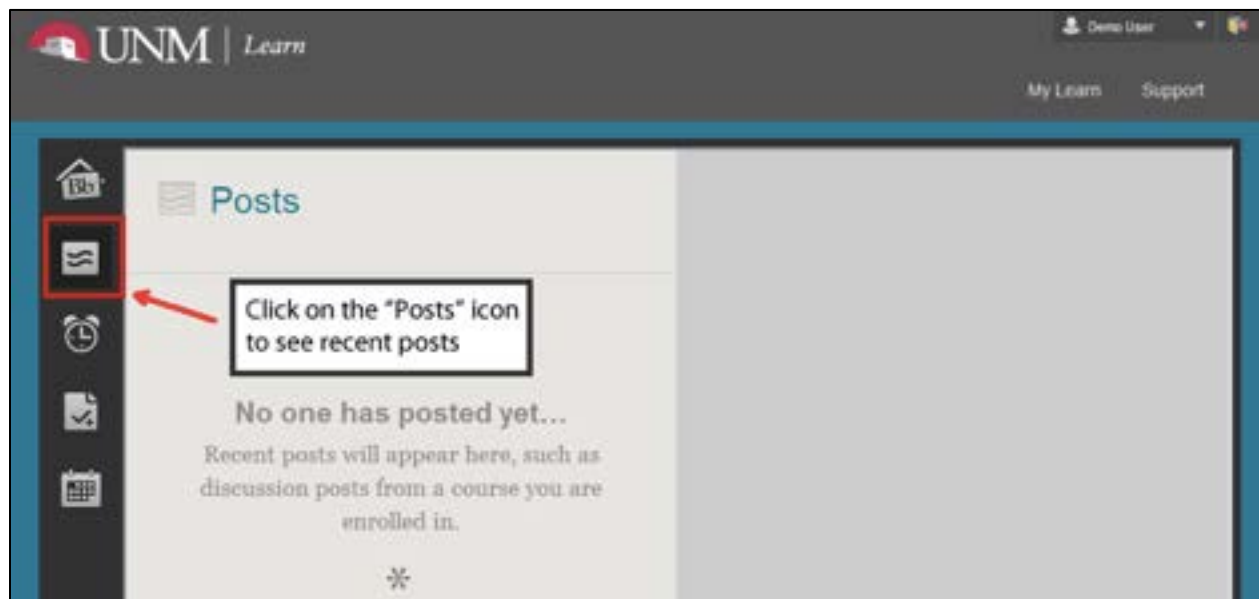 UNM | Learn
Demo User
My Learn Support
Bb
Posts
Click on the "Posts" icon
to see recent posts
No one has posted yet...
Recent posts will appear here, such as
discussion posts from a course you are
enrolled in.
*